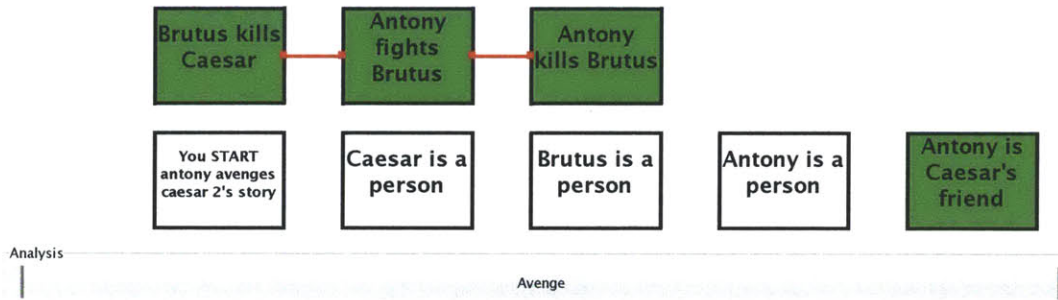 Brutus kills
Caesar
Antony
fights
Brutus
Antony
kills Brutus
You START
antony avenges
caesar 2's story
Caesar is a
person
Brutus is a
person
Antony is a
person
Antony is
Caesar's
friend
Analysis
Avenge